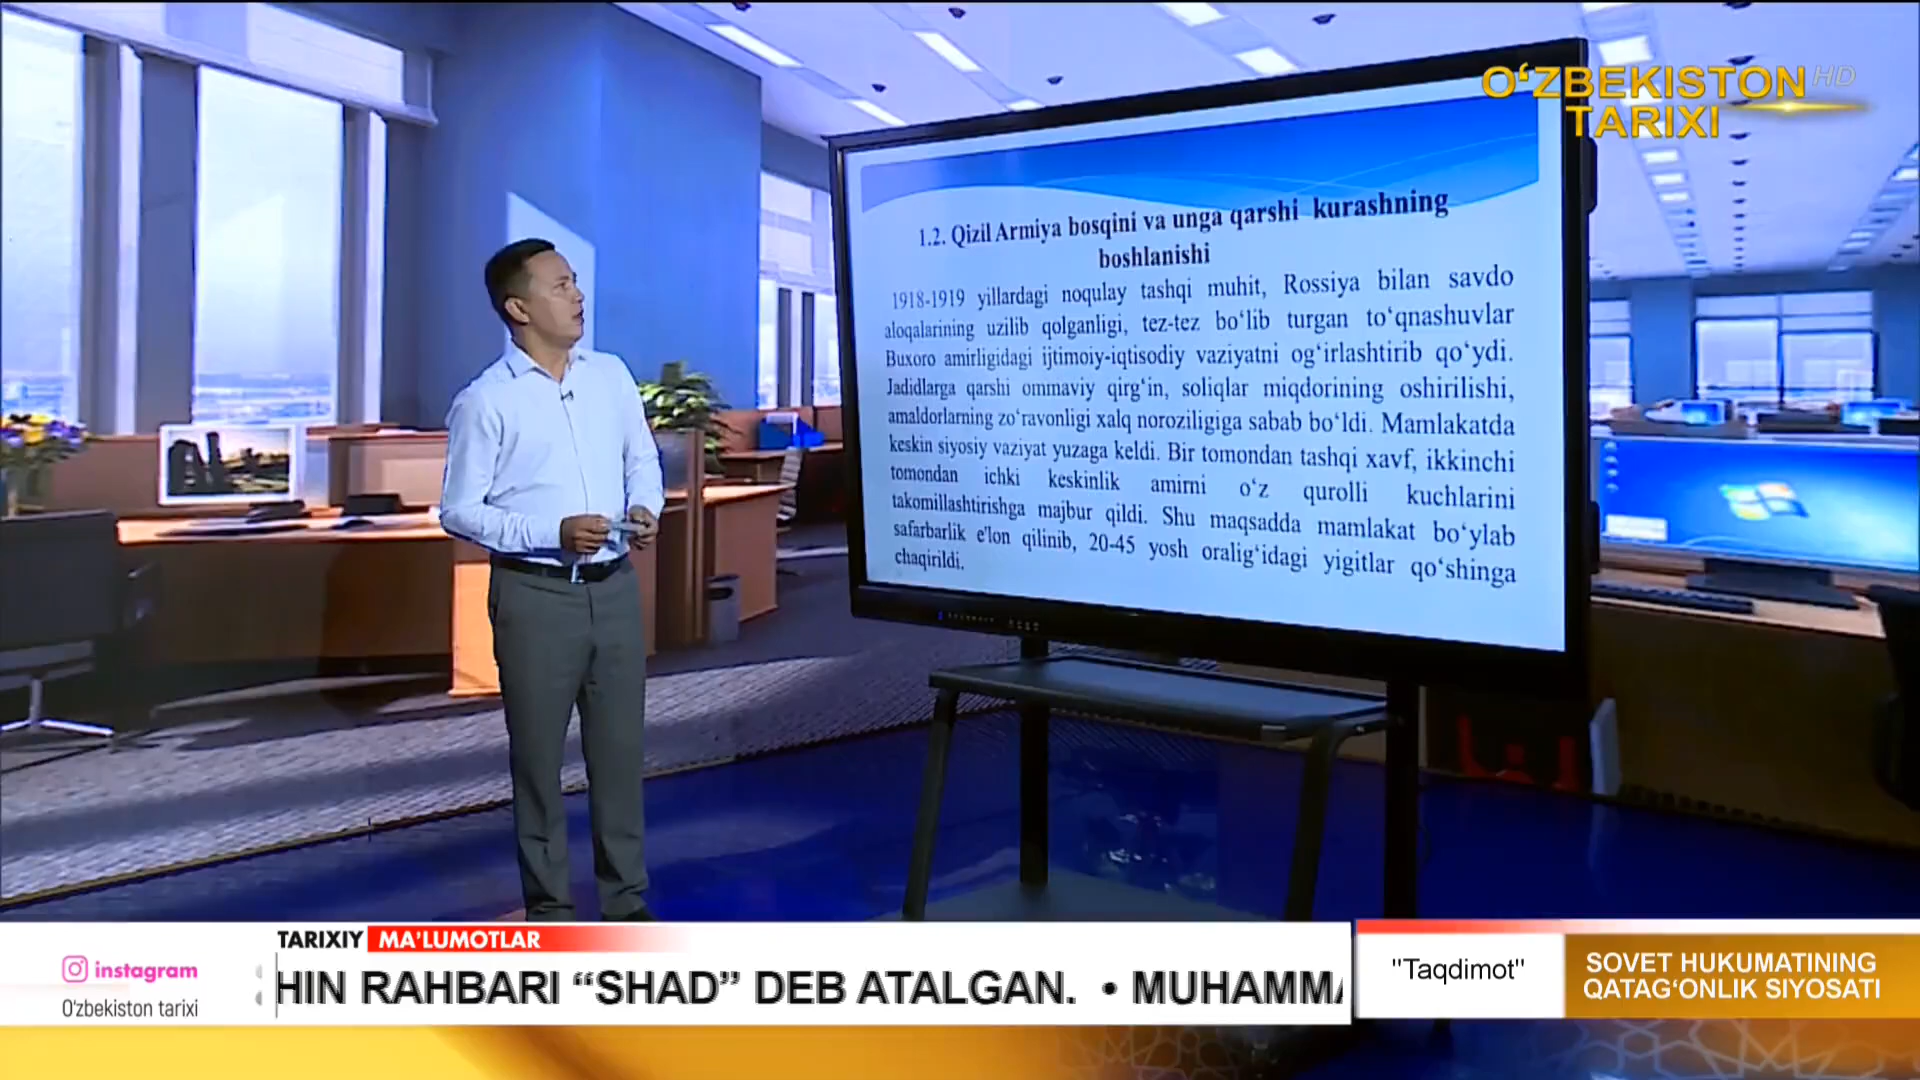 O‘ZBEKISTON HD
TARIXI
1.2. Qizil Armiya bosqini va unga qarshi kurashning
boshlanishi
1918-1919 yillardagi noqulay tashqi muhit, Rossiya bilan savdo
aloqalarining uzilib qolganligi, tez-tez bo‘lib turgan to‘qnashuvlar
Buxoro amirligidagi ijtimoiy-iqtisodiy vaziyatni og‘irlashtirib qo‘ydi.
Jadidlarga qarshi ommaviy qirg‘in, soliqlar miqdorining oshirilishi,
amaldorlarning zo‘ravonligi xalq noroziligiga sabab bo‘ldi. Mamlakatda
keskin siyosiy vaziyat yuzaga keldi. Bir tomondan tashqi xavf, ikkinchi
tomondan ichki keskinlik amirni o‘z qurolli kuchlarini
takomillashtirishga majbur qildi. Shu maqsadda mamlakat bo‘ylab
safarbarlik e'lon qilinib, 20-45 yosh oralig‘idagi yigitlar qo‘shinga
chaqirildi.
TARIXIY MA’LUMOTLAR
instagram
O'zbekiston tarixi
HIN RAHBARI “SHAD” DEB ATALGAN. • MUHAMMA
"Taqdimot"
SOVET HUKUMATINING
QATAG‘ONLIK SIYOSATI